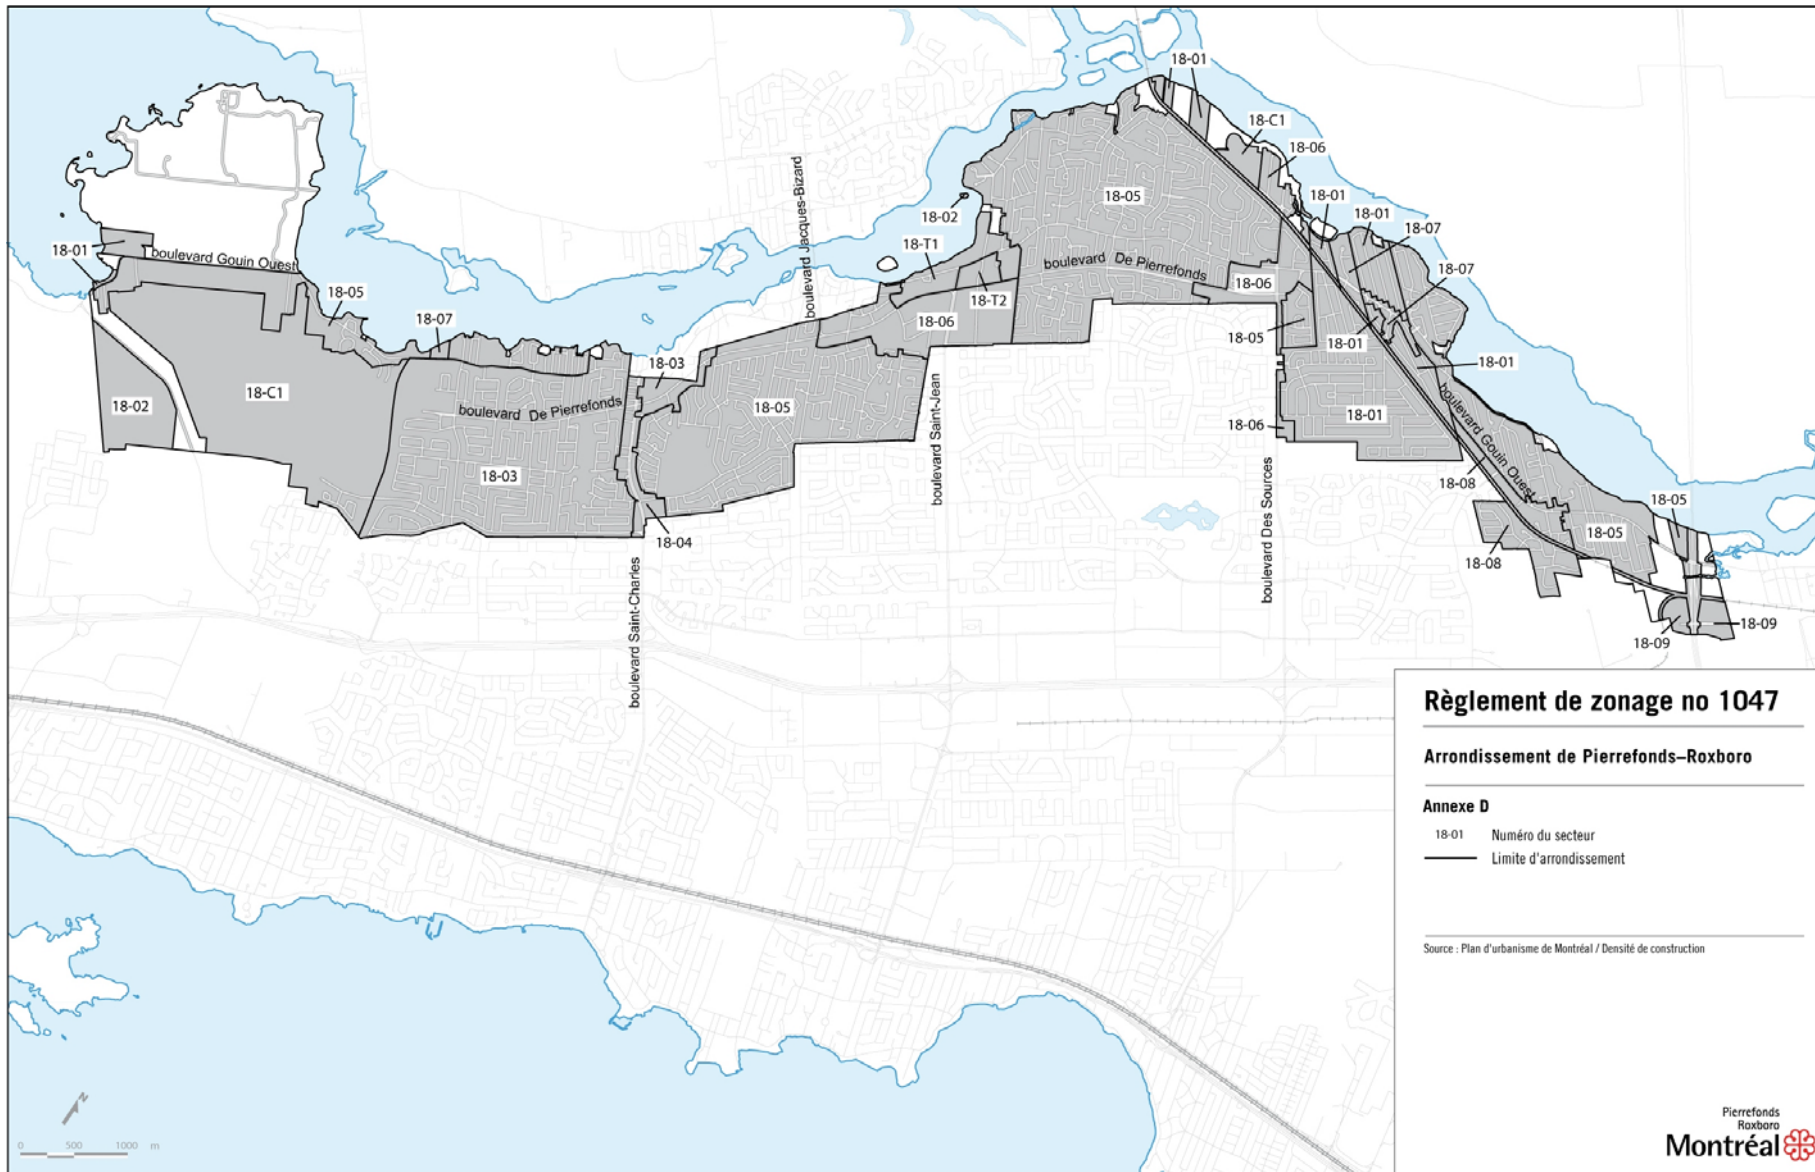 18-01
18-C1
18-06
18-01
18-01
18-07
18-07
18-05
18-02
18-T1
boulevard Jacques-Bizard
18-01
boulevard Gouin Ouest
boulevard De Pierrefonds
18-06
18-T2
18-05
18-07
18-06
18-05
18-01
18-01
18-03
18-C1
18-02
18-05
boulevard De Pierrefonds
boulevard Saint-Jean
18-01
18-06
boulevard Gouin Ouest
18-03
18-08
18-05
18-05
18-04
18-08
boulevard Des Sources
boulevard Saint-Charles
18-09
18-09
Règlement de zonage no 1047
Arrondissement de Pierrefonds–Roxboro
Annexe D
18-01 Numéro du secteur
Limite d'arrondissement
Source : Plan d'urbanisme de Montréal / Densité de construction
N
0 500 1000 m
Pierrefonds
Roxboro
Montréal